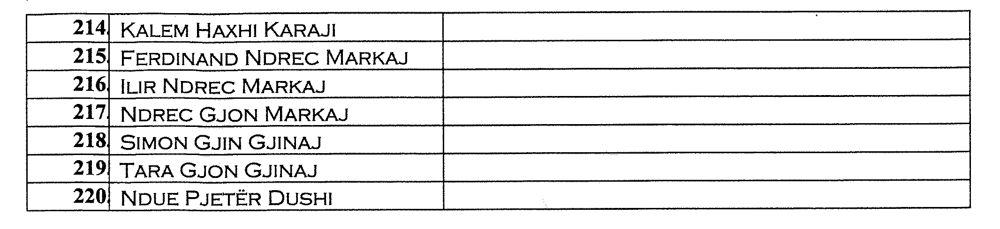 214. KALEM HAXHI KARAJI
215. FERDINAND NDREC MARKAJ
216. ILIR NDREC MARKAJ
217. NDREC GJON MARKAJ
218. SIMON GJIN GJINAJ
219. TARA GJON GJINAJ
220. NDUE PJETËR DUSHI